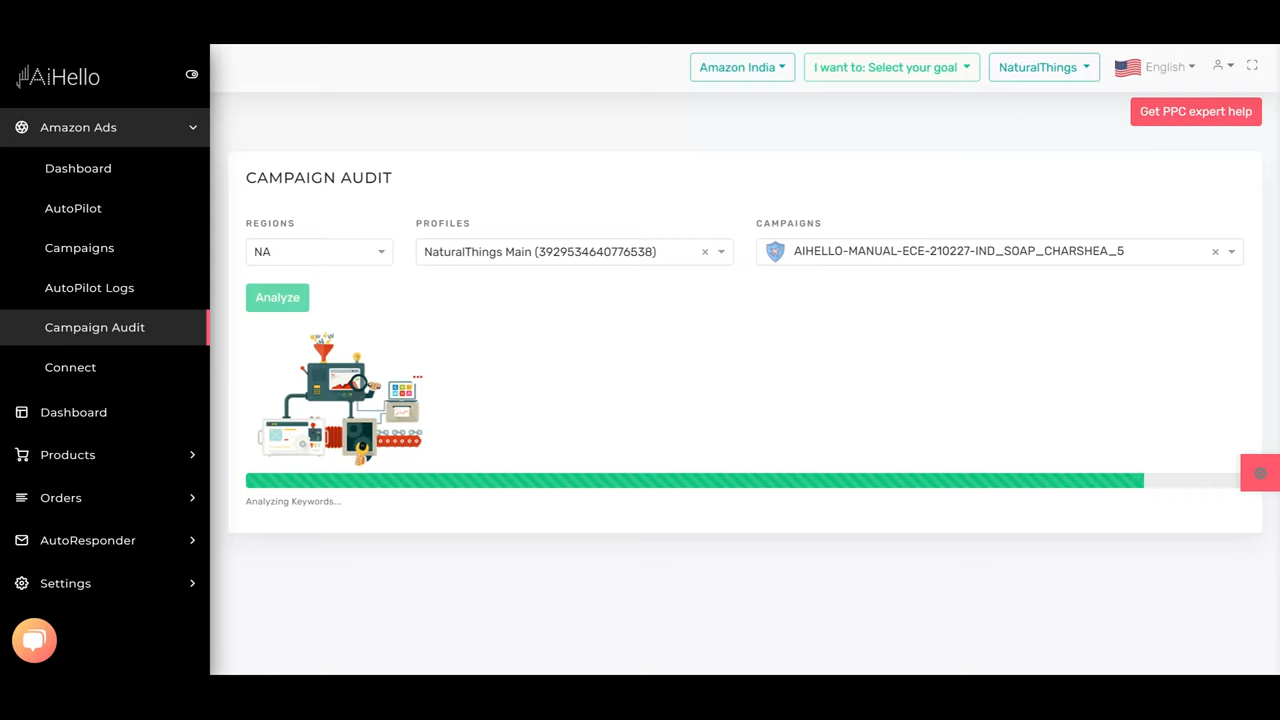 AiHello
Amazon India
I want to: Select your goal
NaturalThings
English
Get PPC expert help
Amazon Ads
Dashboard
AutoPilot
Campaigns
AutoPilot Logs
Campaign Audit
Connect
Dashboard
Products
Orders
AutoResponder
Settings
CAMPAIGN AUDIT
REGIONS PROFILES CAMPAIGNS
NA NaturalThings Main (3929534640776538) × AIHELLO-MANUAL-ECE-210227-IND_SOAP_CHARSHEA_5 ×
Analyze
Analyzing Keywords...